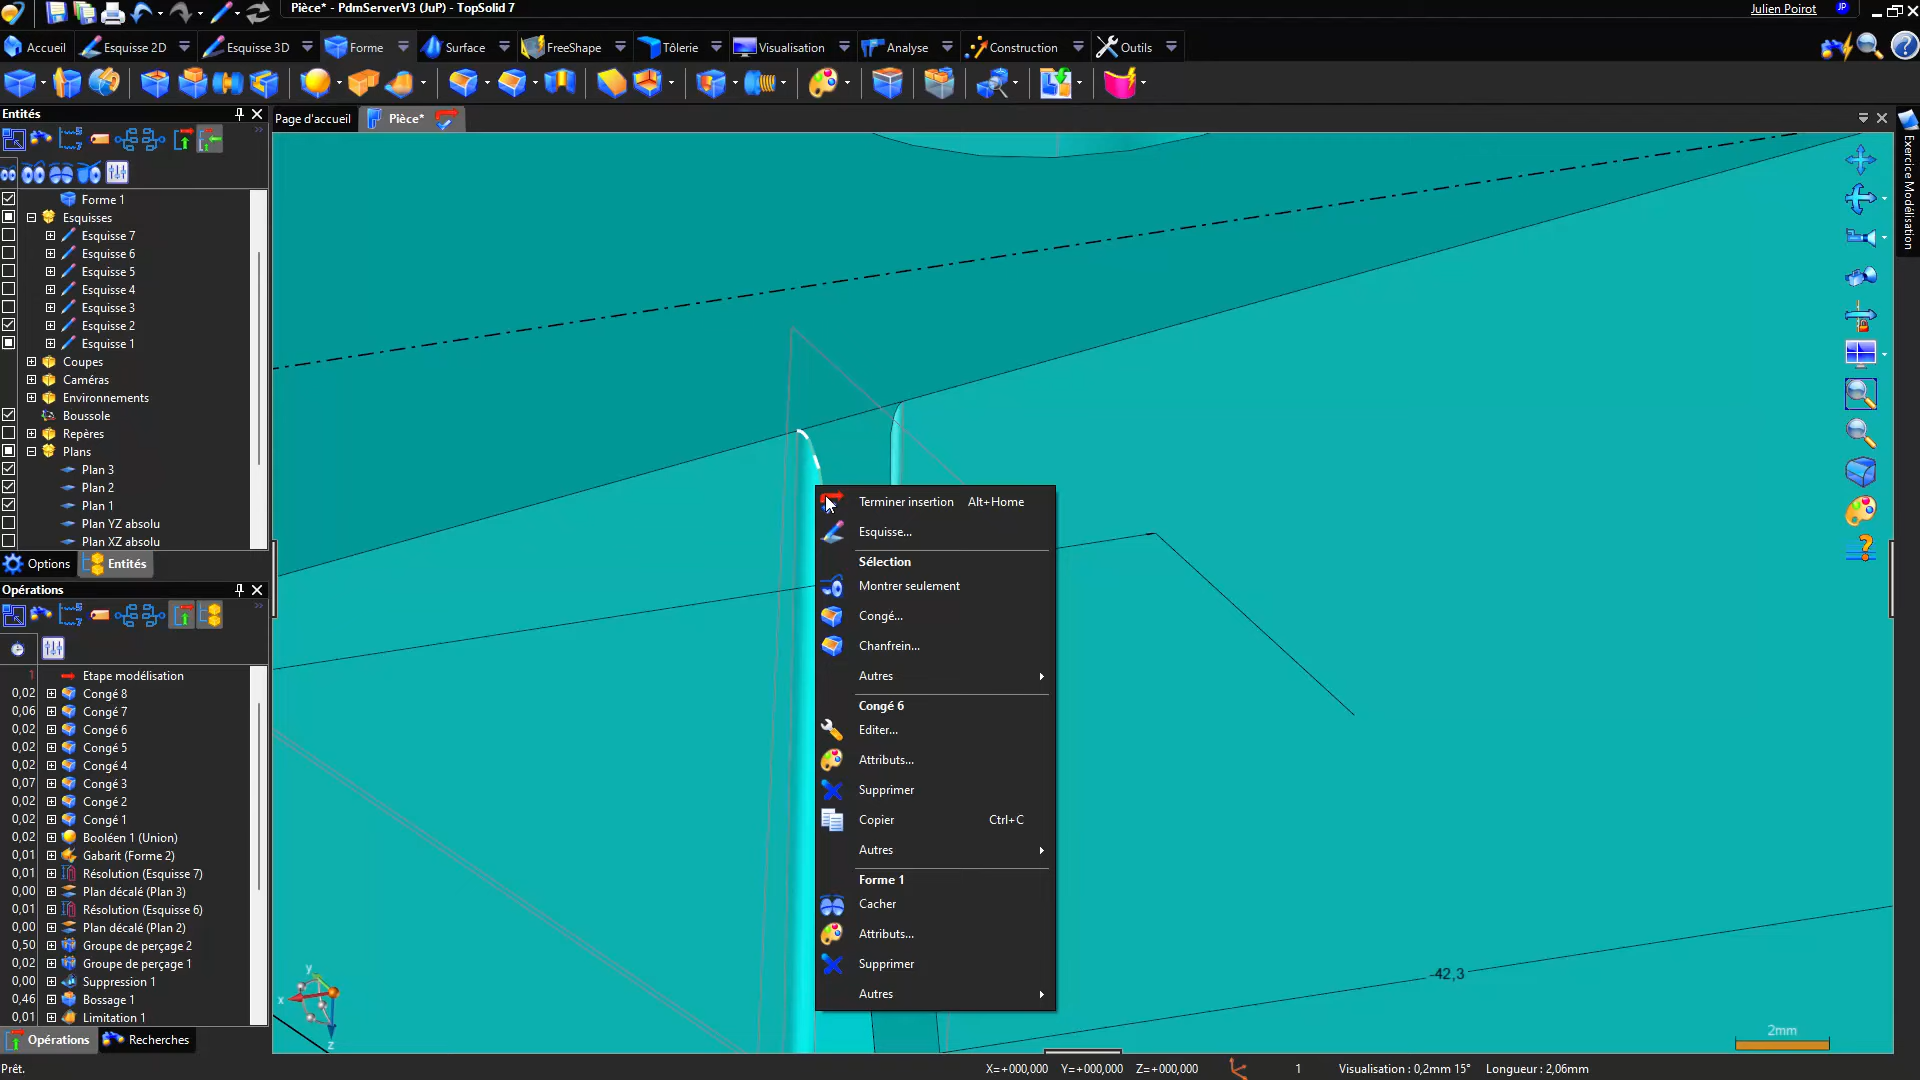 Pièce* - PdmServerV3 (JuP) - TopSolid 7
Julien Poirot
JP
Accueil
Esquisse 2D
Esquisse 3D
Forme
Surface
FreeShape
Tôlerie
Visualisation
Analyse
Construction
Outils
Entités
Page d'accueil
Pièce*
Exercice Modélisation
Forme 1
Esquisses
Esquisse 7
Esquisse 6
Esquisse 5
Esquisse 4
Esquisse 3
Esquisse 2
Esquisse 1
Coupes
Caméras
Environnements
Boussole
Repères
Plans
Plan 3
Plan 2
Plan 1
Plan YZ absolu
Plan XZ absolu
Options
Entités
Opérations
1 Etape modélisation
0,02 Congé 8
0,06 Congé 7
0,02 Congé 6
0,02 Congé 5
0,02 Congé 4
0,07 Congé 3
0,02 Congé 2
0,02 Congé 1
0,02 Booléen 1 (Union)
0,01 Gabarit (Forme 2)
0,01 Résolution (Esquisse 7)
0,00 Plan décalé (Plan 3)
0,01 Résolution (Esquisse 6)
0,00 Plan décalé (Plan 2)
0,50 Groupe de perçage 2
0,02 Groupe de perçage 1
0,00 Suppression 1
0,46 Bossage 1
0,01 Limitation 1
Opérations
Recherches
Terminer insertion Alt+Home
Esquisse...
Sélection
Montrer seulement
Congé...
Chanfrein...
Autres
Congé 6
Editer...
Attributs...
Supprimer
Copier Ctrl+C
Autres
Forme 1
Cacher
Attributs...
Supprimer
Autres
-42,3
2mm
y
x
z
Prêt.
X=+000,000 Y=+000,000 Z=+000,000
1
Visualisation : 0,2mm 15°
Longueur : 2,06mm